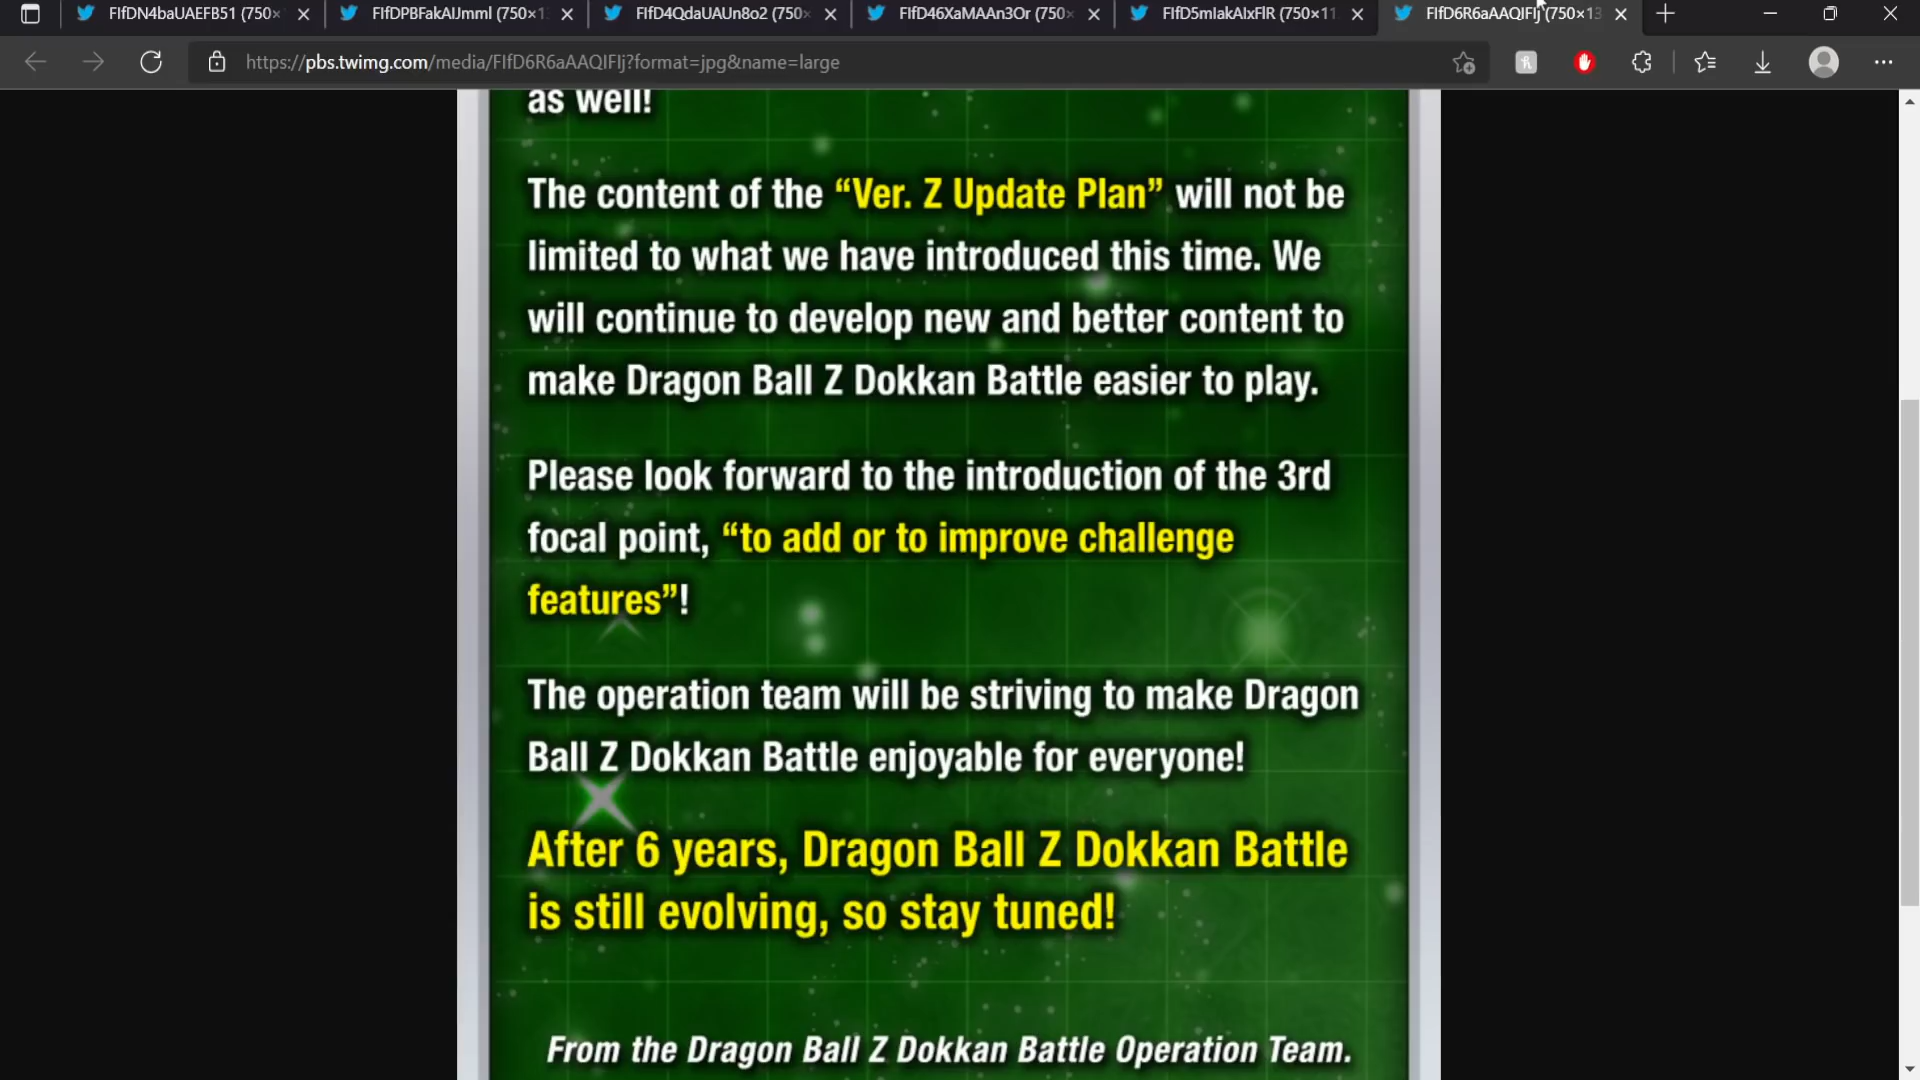 FIfDN4baUAEFB51 (750×
FIfDPBFakAIJmml (750×1
FIfD4QdaUAUn8o2 (750×
FIfD46XaMAAn3Or (750×
FIfD5mIakAIxFlR (750×11
FIfD6R6aAAQIFIj (750×13
https://pbs.twimg.com/media/FIfD6R6aAAQIFIj?format=jpg&name=large
as well!
The content of the “Ver. Z Update Plan” will not be
limited to what we have introduced this time. We
will continue to develop new and better content to
make Dragon Ball Z Dokkan Battle easier to play.
Please look forward to the introduction of the 3rd
focal point, “to add or to improve challenge
features”!
The operation team will be striving to make Dragon
Ball Z Dokkan Battle enjoyable for everyone!
After 6 years, Dragon Ball Z Dokkan Battle
is still evolving, so stay tuned!
From the Dragon Ball Z Dokkan Battle Operation Team.